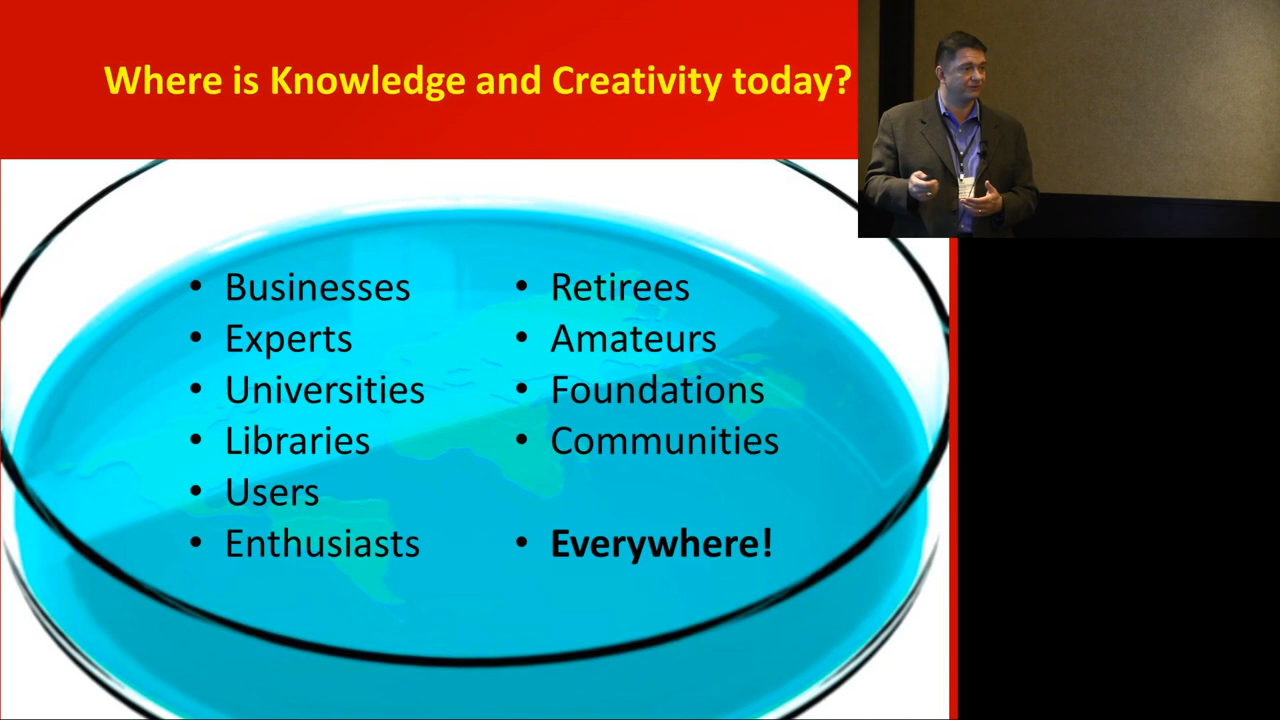 Where is Knowledge and Creativity today?
• Businesses
• Experts
• Universities
• Libraries
• Users
• Enthusiasts
• Retirees
• Amateurs
• Foundations
• Communities
• Everywhere!